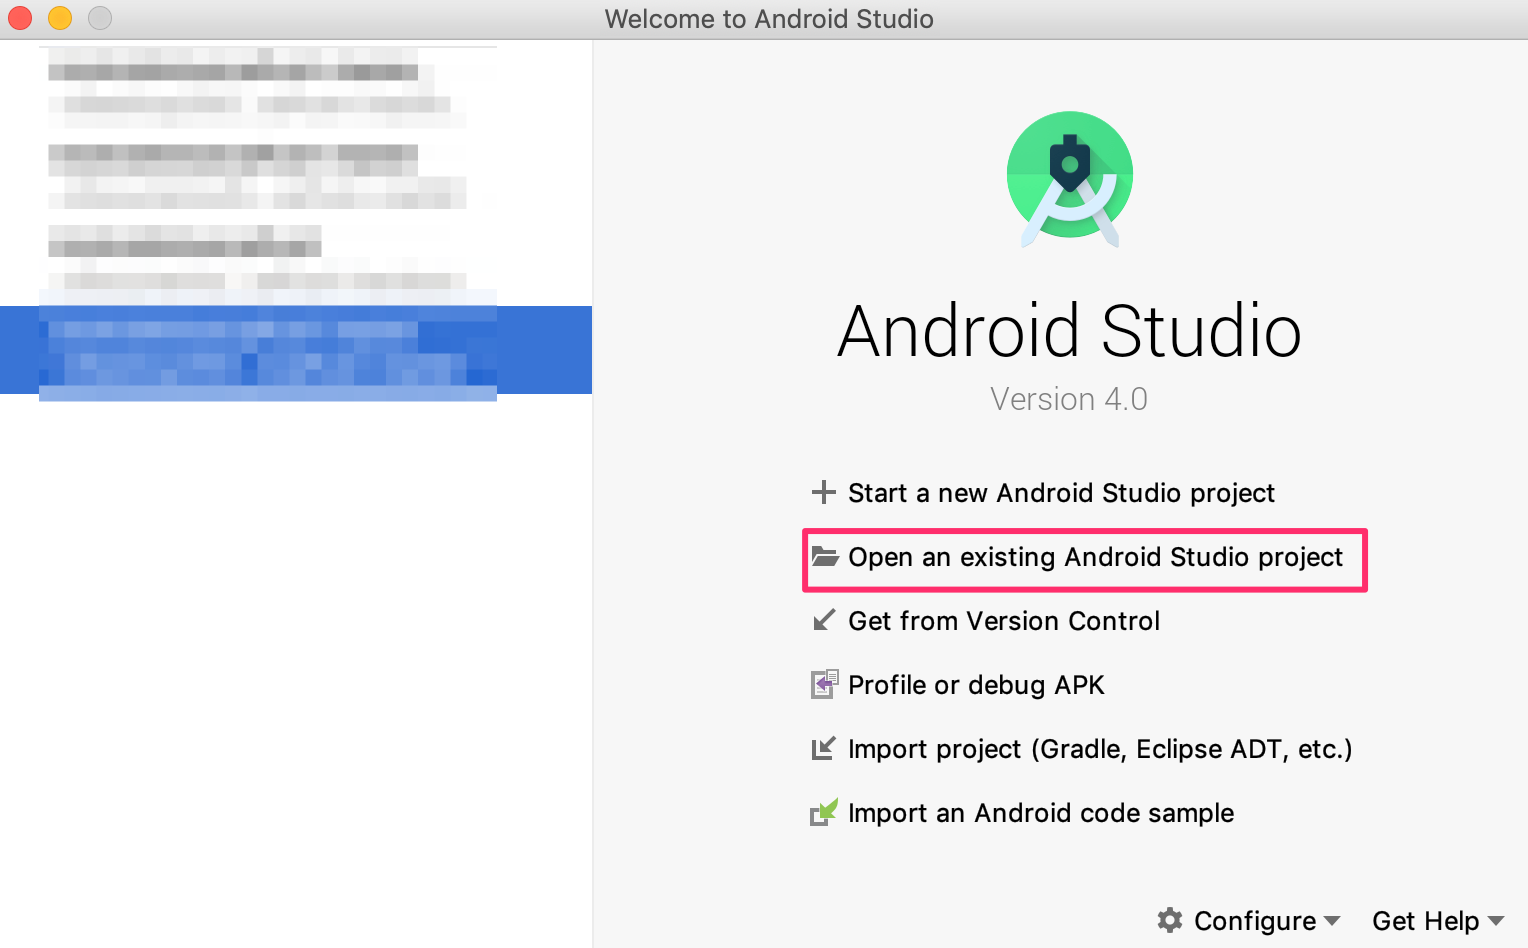 Welcome to Android Studio
Android Studio
Version 4.0
Start a new Android Studio project
Open an existing Android Studio project
Get from Version Control
Profile or debug APK
Import project (Gradle, Eclipse ADT, etc.)
Import an Android code sample
Configure
Get Help